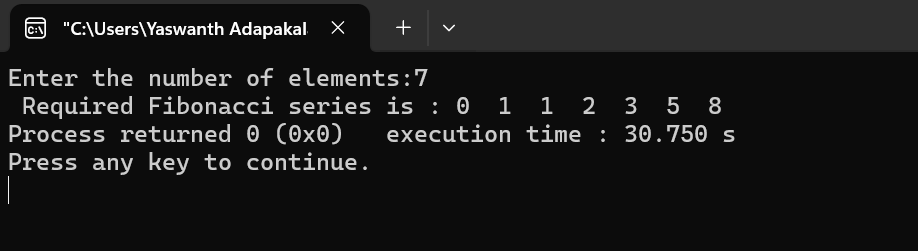 "C:\Users\Yaswanth Adapakal
Enter the number of elements:7
 Required Fibonacci series is : 0  1  1  2  3  5  8
Process returned 0 (0x0)   execution time : 30.750 s
Press any key to continue.